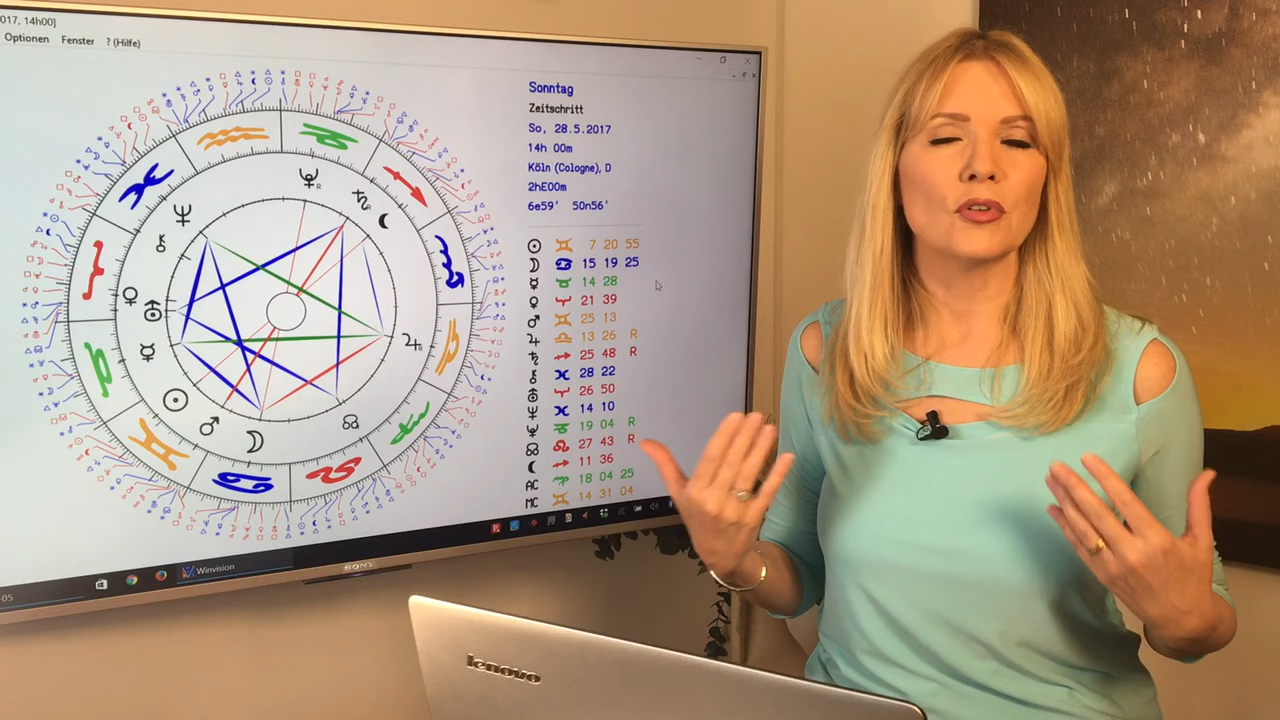 017, 14h00]
Optionen Fenster ? (Hilfe)
Sonntag
Zeitschritt
So, 28.5.2017
14h 00m
Köln (Cologne), D
2hE00m
6e59' 50n56'
☉ ♊ 7 20 55
☽ ♋ 15 19 25
☿ ♉ 14 28
♀ ♈ 21 39
♂ ♊ 25 13
♃ ♎ 13 26 R
♄ ♐ 25 48 R
⚷ ♓ 28 22
⛢ ♈ 26 50
♆ ♓ 14 10
♇ ♑ 19 04 R
☊ ♌ 27 43 R
⚸ ♐ 11 36
AC ♍ 18 04 25
MC ♊ 14 31 04
-05
Winvision
SONY
lenovo